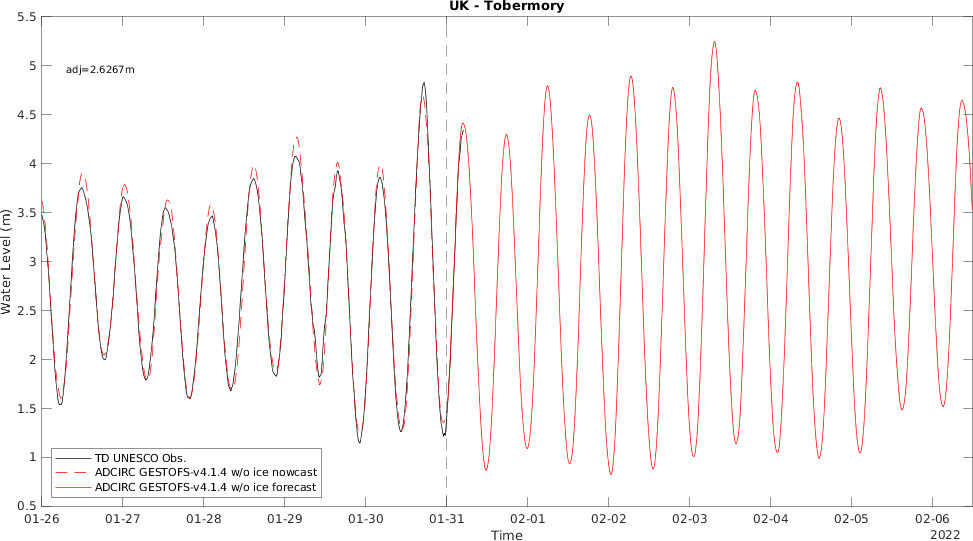 UK - Tobermory
adj=2.6267m
Water Level (m)
5.5
5
4.5
4
3.5
3
2.5
2
1.5
1
0.5
TD UNESCO Obs.
ADCIRC GESTOFS-v4.1.4 w/o ice nowcast
ADCIRC GESTOFS-v4.1.4 w/o ice forecast
01-26 01-27 01-28 01-29 01-30 01-31 02-01 02-02 02-03 02-04 02-05 02-06
Time
2022